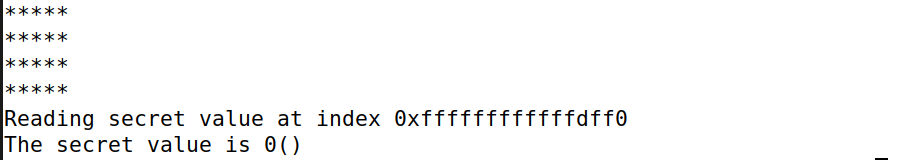 *****
*****
*****
*****
Reading secret value at index 0xffffffffffffdff0
The secret value is 0()